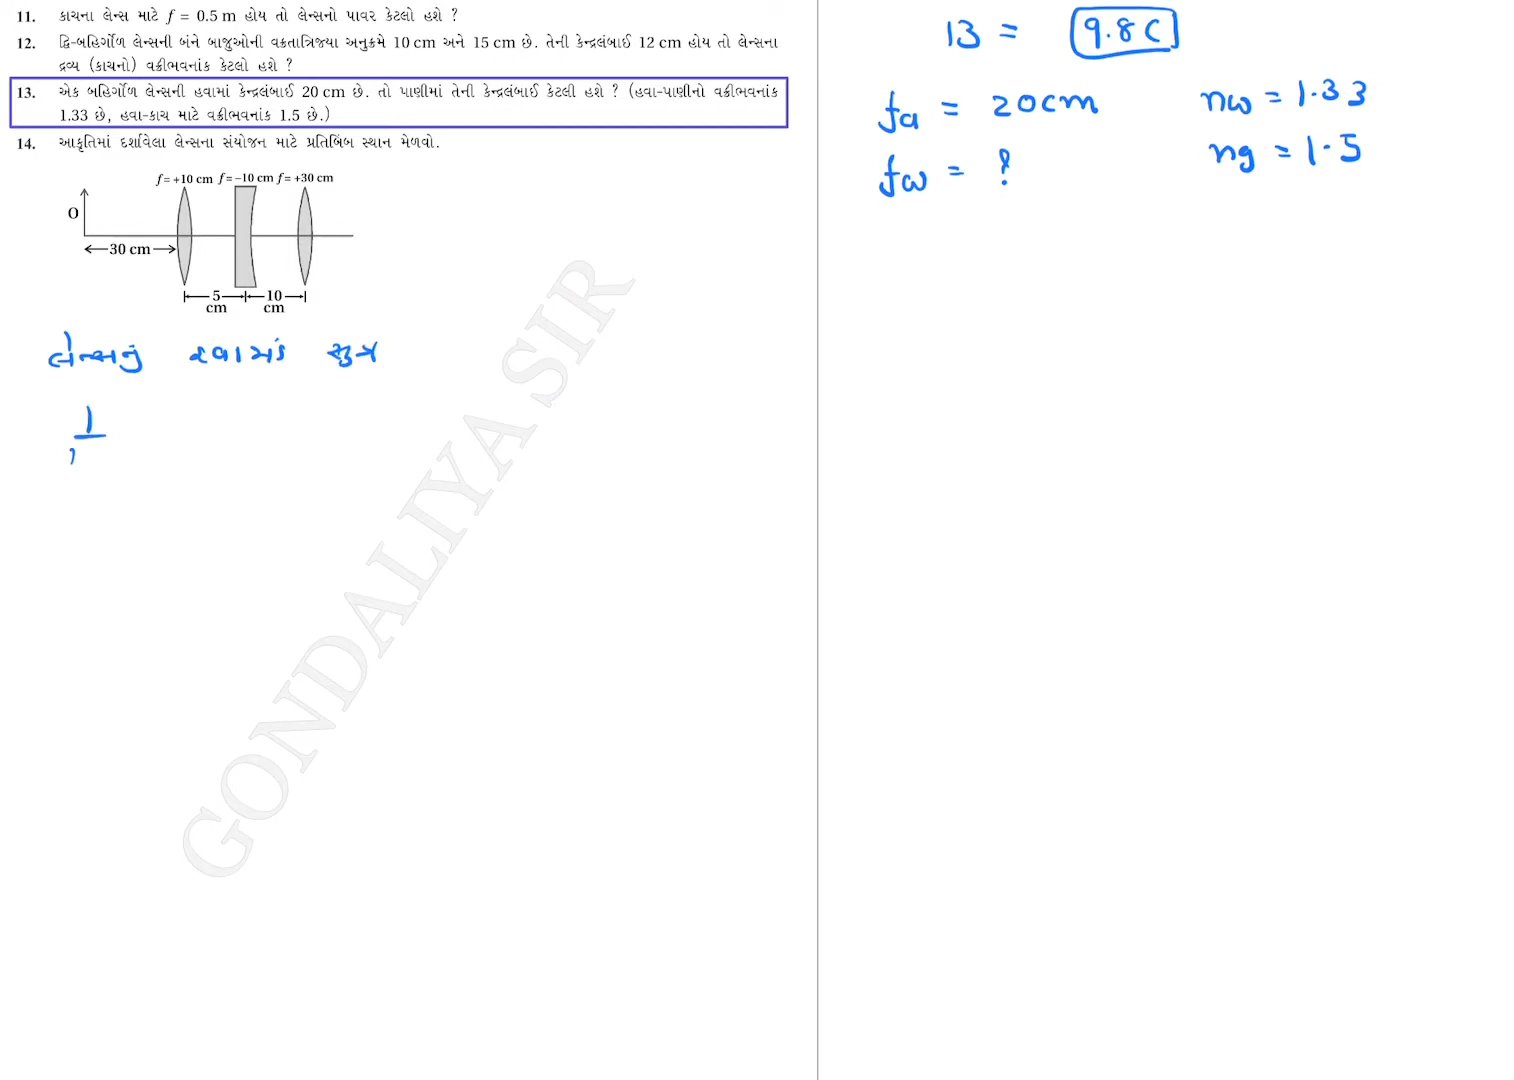 11. કાચના લેન્સ માટે f = 0.5 m હોય તો લેન્સનો પાવર કેટલો હશે ?
12. દ્વિ-બહિર્ગોળ લેન્સની બંને બાજુઓની વક્રતાત્રિજ્યા અનુક્રમે 10 cm અને 15 cm છે. તેની કેન્દ્રલંબાઈ 12 cm હોય તો લેન્સના
દ્રવ્ય (કાચનો) વક્રીભવનાંક કેટલો હશે ?
13. એક બહિર્ગોળ લેન્સની હવામાં કેન્દ્રલંબાઈ 20 cm છે. તો પાણીમાં તેની કેન્દ્રલંબાઈ કેટલી હશે ? (હવા-પાણીનો વક્રીભવનાંક
1.33 છે, હવા-કાચ માટે વક્રીભવનાંક 1.5 છે.)
14. આકૃતિમાં દર્શાવેલા લેન્સના સંયોજન માટે પ્રતિબિંબ સ્થાન મેળવો.
f = +10 cm f = −10 cm f = +30 cm
O
30 cm
5 cm
10 cm
લેન્સનું હવામાં સુત્ર
1
13 = 9.8C
fa = 20cm nw = 1.33
fw = ? ng = 1.5
GONDALIYA SIR